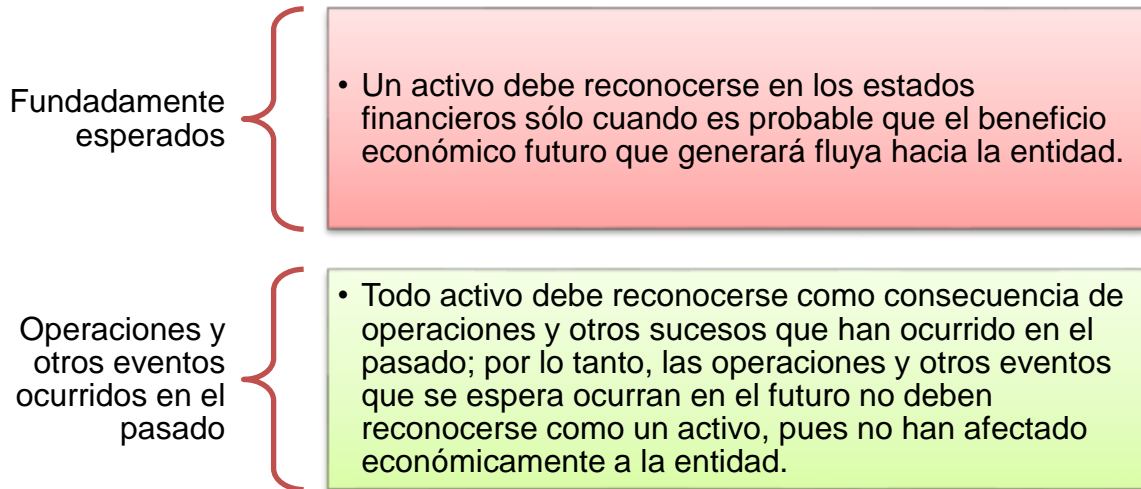 Fundadamente
esperados
• Un activo debe reconocerse en los estados
financieros sólo cuando es probable que el beneficio
económico futuro que generará fluya hacia la entidad.
Operaciones y
otros eventos
ocurridos en el
pasado
• Todo activo debe reconocerse como consecuencia de
operaciones y otros sucesos que han ocurrido en el
pasado; por lo tanto, las operaciones y otros eventos
que se espera ocurran en el futuro no deben
reconocerse como un activo, pues no han afectado
económicamente a la entidad.